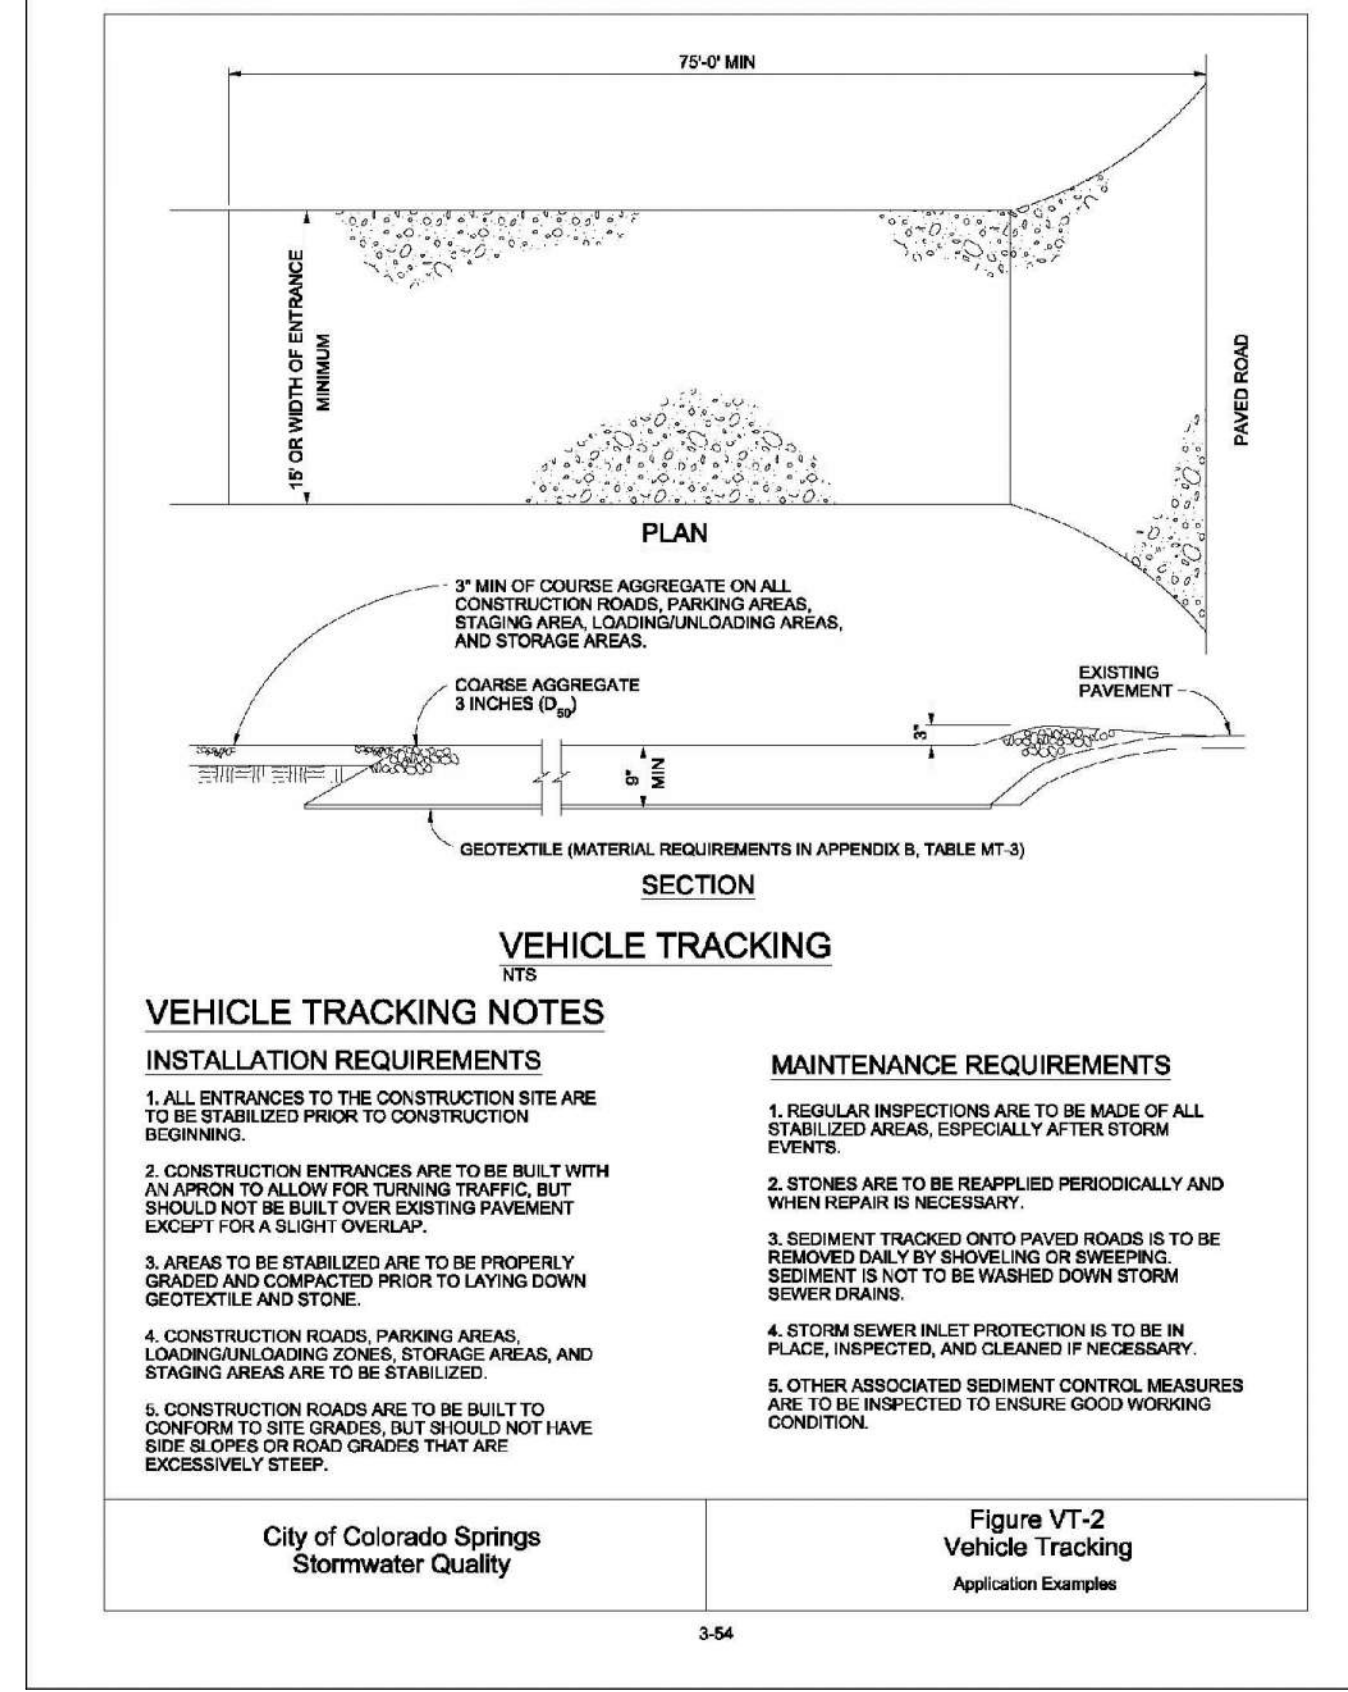 75'-0' MIN
15' OR WIDTH OF ENTRANCE
MINIMUM
PAVED ROAD
PLAN
3" MIN OF COURSE AGGREGATE ON ALL
CONSTRUCTION ROADS, PARKING AREAS,
STAGING AREA, LOADING/UNLOADING AREAS,
AND STORAGE AREAS.
COARSE AGGREGATE
3 INCHES (D50)
EXISTING
PAVEMENT
3"
9"
MIN
GEOTEXTILE (MATERIAL REQUIREMENTS IN APPENDIX B, TABLE MT-3)
SECTION
VEHICLE TRACKING
NTS
VEHICLE TRACKING NOTES
INSTALLATION REQUIREMENTS
1. ALL ENTRANCES TO THE CONSTRUCTION SITE ARE
TO BE STABILIZED PRIOR TO CONSTRUCTION
BEGINNING.
2. CONSTRUCTION ENTRANCES ARE TO BE BUILT WITH
AN APRON TO ALLOW FOR TURNING TRAFFIC, BUT
SHOULD NOT BE BUILT OVER EXISTING PAVEMENT
EXCEPT FOR A SLIGHT OVERLAP.
3. AREAS TO BE STABILIZED ARE TO BE PROPERLY
GRADED AND COMPACTED PRIOR TO LAYING DOWN
GEOTEXTILE AND STONE.
4. CONSTRUCTION ROADS, PARKING AREAS,
LOADING/UNLOADING ZONES, STORAGE AREAS, AND
STAGING AREAS ARE TO BE STABILIZED.
5. CONSTRUCTION ROADS ARE TO BE BUILT TO
CONFORM TO SITE GRADES, BUT SHOULD NOT HAVE
SIDE SLOPES OR ROAD GRADES THAT ARE
EXCESSIVELY STEEP.
MAINTENANCE REQUIREMENTS
1. REGULAR INSPECTIONS ARE TO BE MADE OF ALL
STABILIZED AREAS, ESPECIALLY AFTER STORM
EVENTS.
2. STONES ARE TO BE REAPPLIED PERIODICALLY AND
WHEN REPAIR IS NECESSARY.
3. SEDIMENT TRACKED ONTO PAVED ROADS IS TO BE
REMOVED DAILY BY SHOVELING OR SWEEPING.
SEDIMENT IS NOT TO BE WASHED DOWN STORM
SEWER DRAINS.
4. STORM SEWER INLET PROTECTION IS TO BE IN
PLACE, INSPECTED, AND CLEANED IF NECESSARY.
5. OTHER ASSOCIATED SEDIMENT CONTROL MEASURES
ARE TO BE INSPECTED TO ENSURE GOOD WORKING
CONDITION.
City of Colorado Springs
Stormwater Quality
Figure VT-2
Vehicle Tracking
Application Examples
3-54